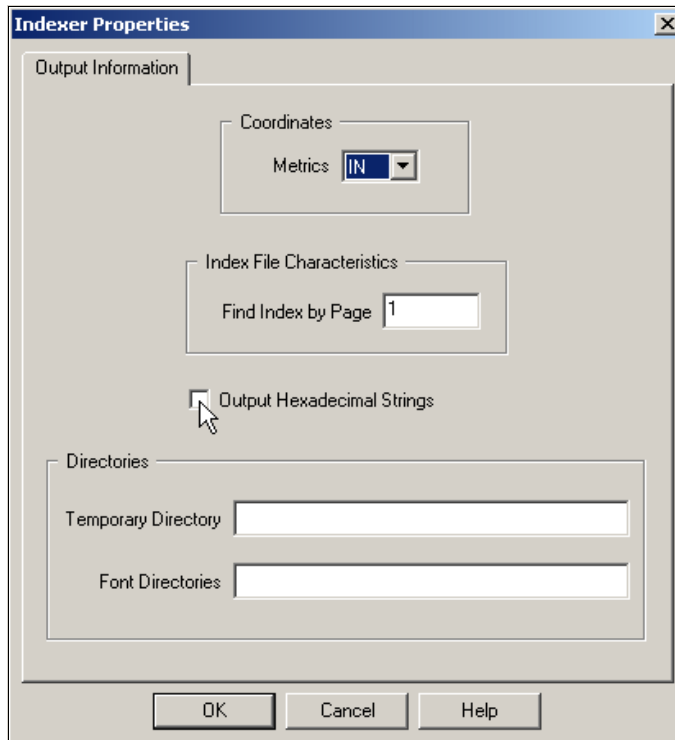 Indexer Properties
Output Information
Coordinates
Metrics IN
Index File Characteristics
Find Index by Page 1
Output Hexadecimal Strings
Directories
Temporary Directory
Font Directories
OK Cancel Help